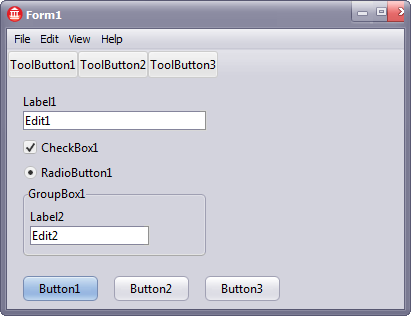 Form1
File Edit View Help
ToolButton1 ToolButton2 ToolButton3
Label1
Edit1
CheckBox1
RadioButton1
GroupBox1
Label2
Edit2
Button1 Button2 Button3